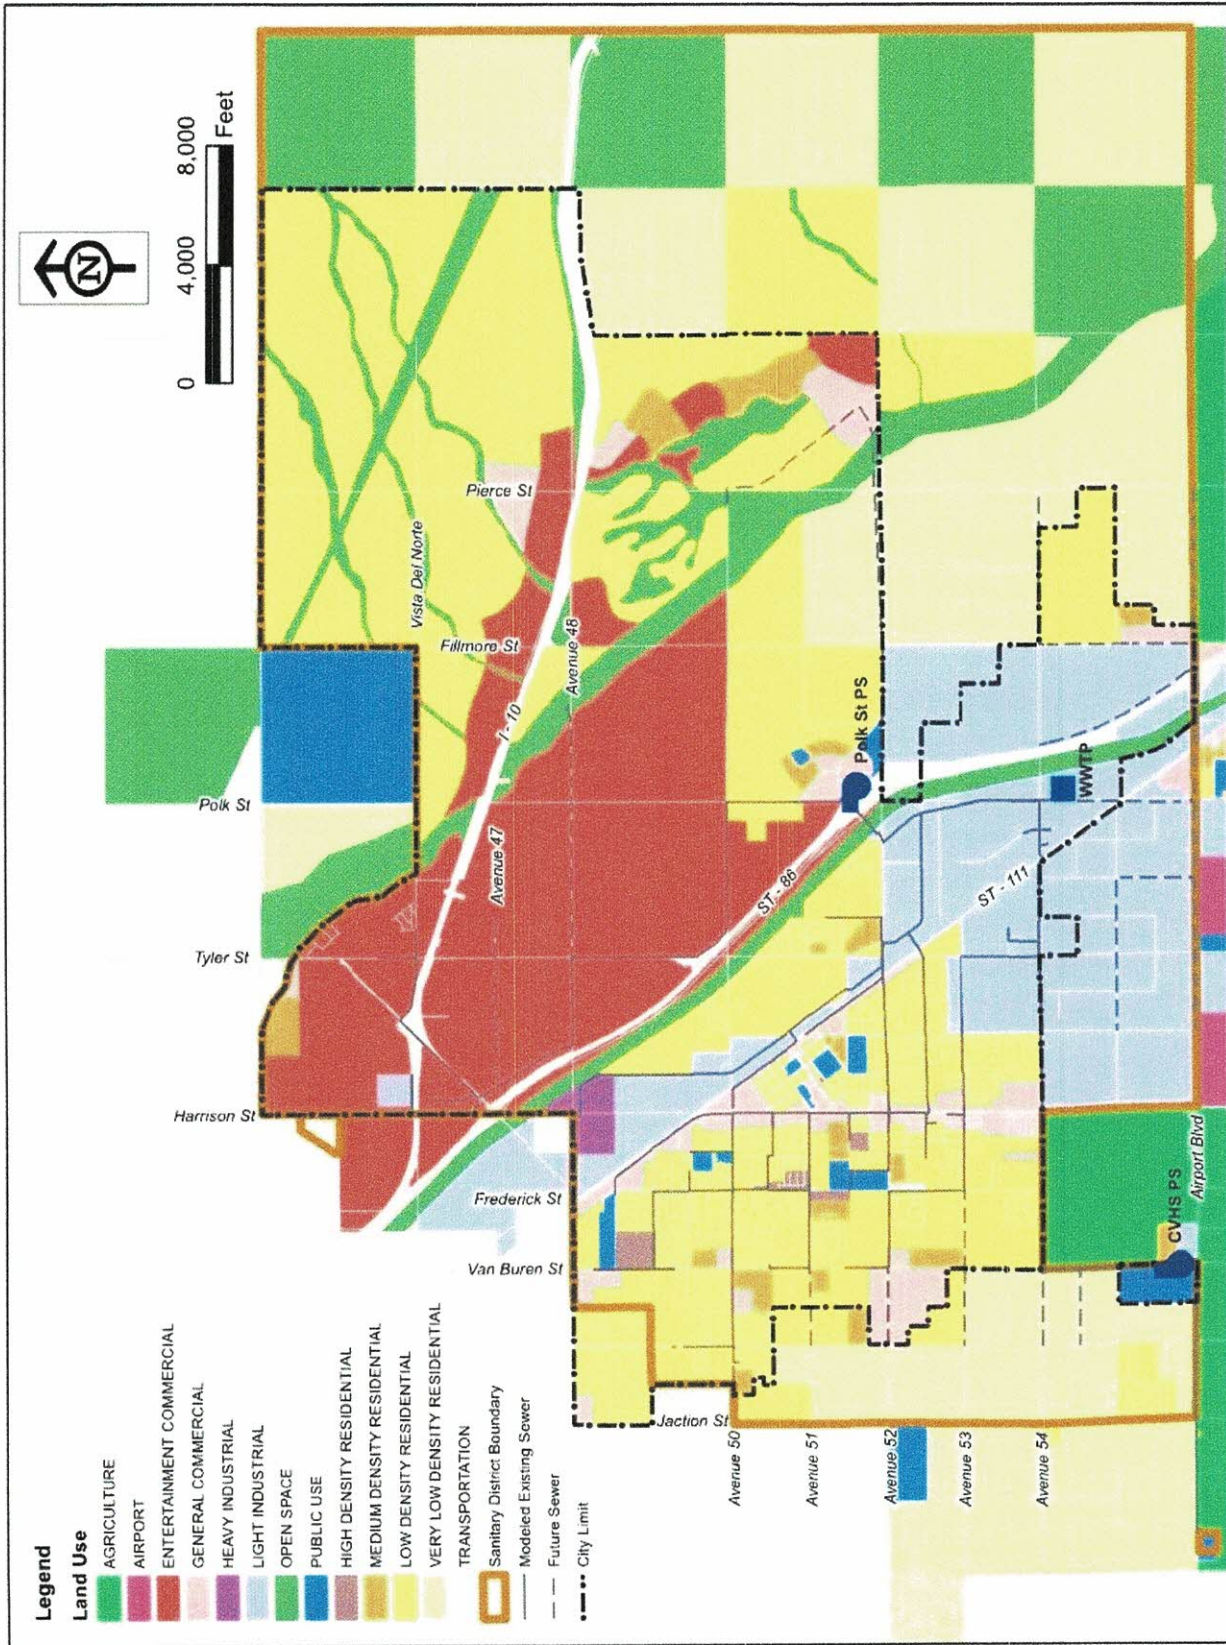 Legend
Land Use
AGRICULTURE
AIRPORT
ENTERTAINMENT COMMERCIAL
GENERAL COMMERCIAL
HEAVY INDUSTRIAL
LIGHT INDUSTRIAL
OPEN SPACE
PUBLIC USE
HIGH DENSITY RESIDENTIAL
MEDIUM DENSITY RESIDENTIAL
LOW DENSITY RESIDENTIAL
VERY LOW DENSITY RESIDENTIAL
TRANSPORTATION
Sanitary District Boundary
Modeled Existing Sewer
Future Sewer
City Limit
N
0 4,000 8,000
Feet
Jaction St
Van Buren St
Frederick St
Harrison St
Tyler St
Polk St
Fillmore St
Pierce St
Vista Del Norte
I - 10
Avenue 47
Avenue 48
ST - 86
ST - 111
Polk St PS
WWTP
CVHS PS
Airport Blvd
Avenue 50
Avenue 51
Avenue 52
Avenue 53
Avenue 54